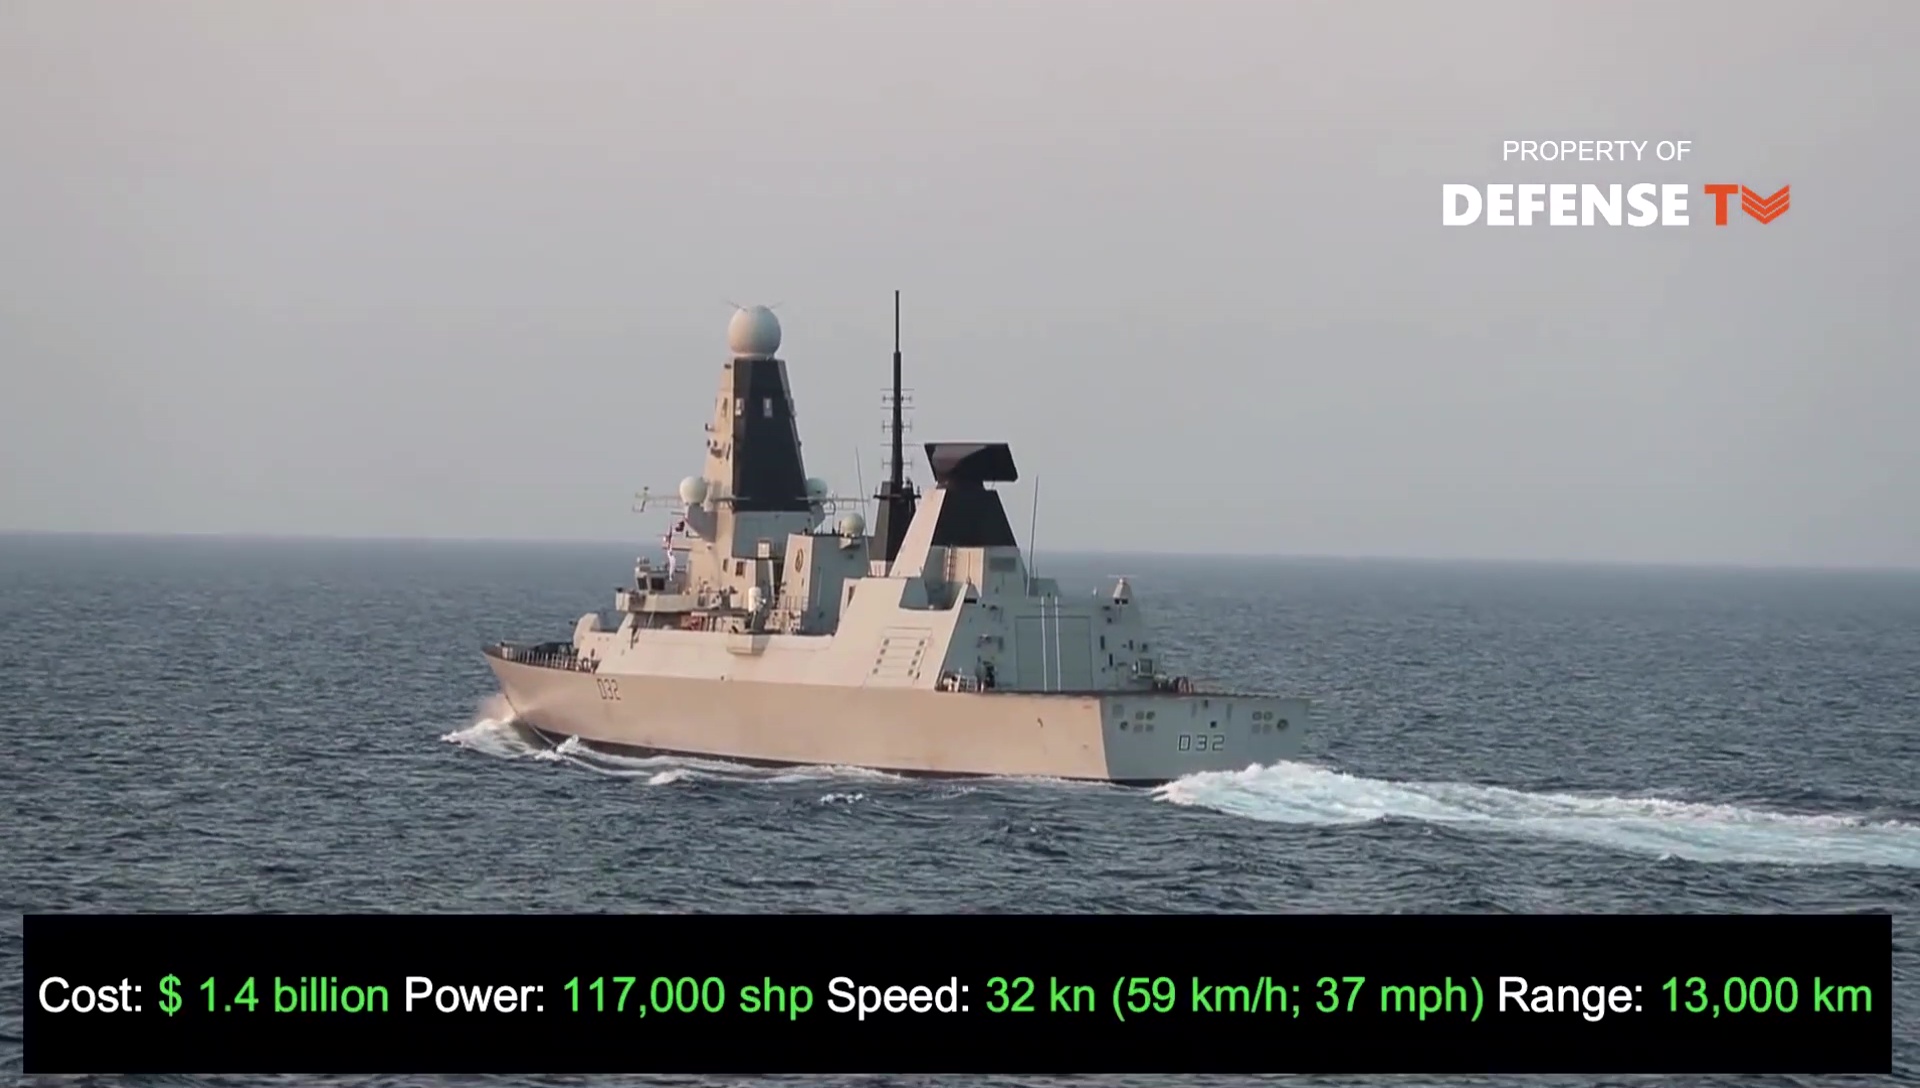 PROPERTY OF
DEFENSE TV
D32
D32
Cost: $ 1.4 billion Power: 117,000 shp Speed: 32 kn (59 km/h; 37 mph) Range: 13,000 km